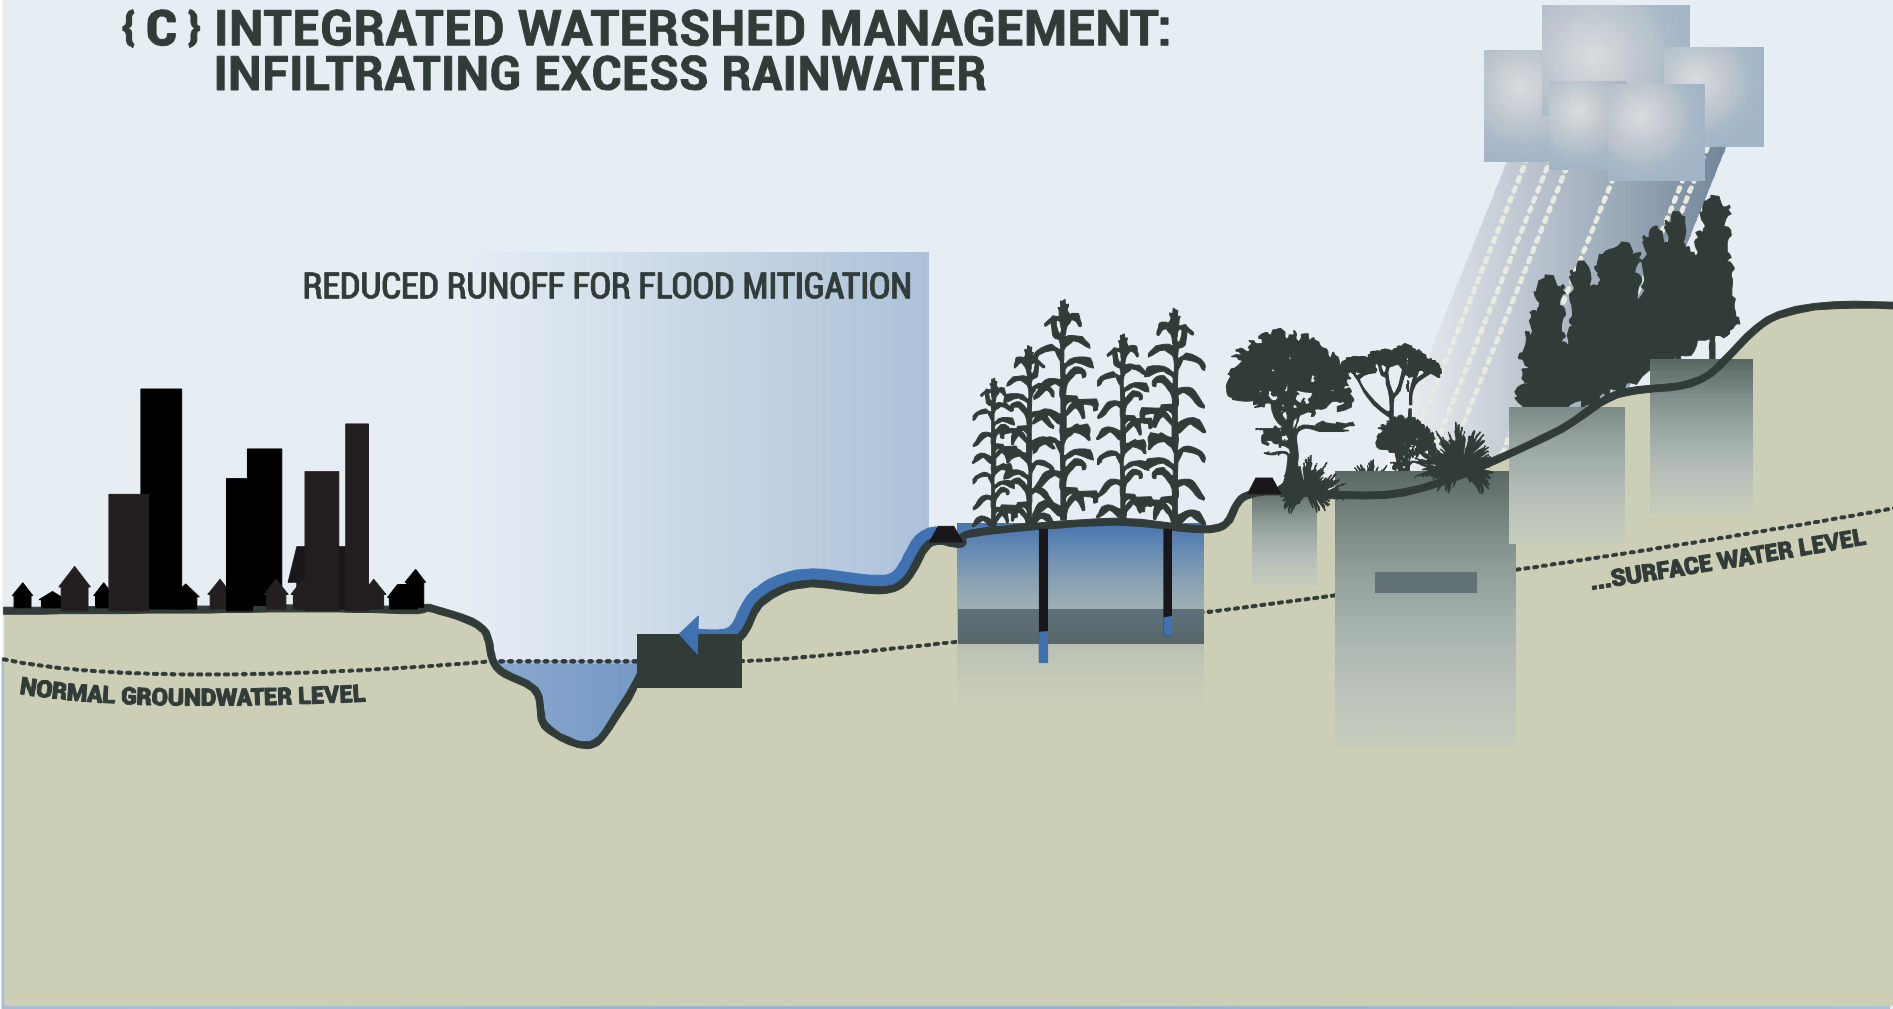 {C} INTEGRATED WATERSHED MANAGEMENT:
INFILTRATING EXCESS RAINWATER
REDUCED RUNOFF FOR FLOOD MITIGATION
...SURFACE WATER LEVEL
NORMAL GROUNDWATER LEVEL